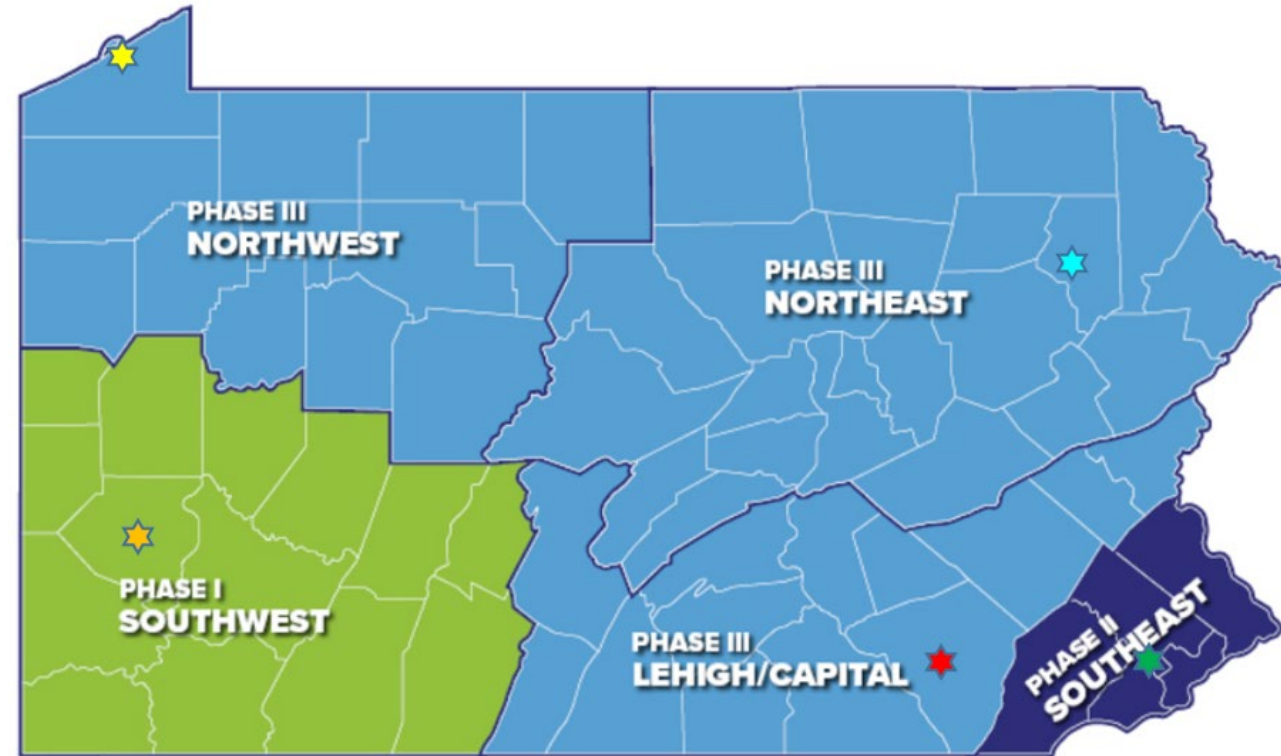 PHASE III
NORTHWEST
PHASE III
NORTHEAST
PHASE I
SOUTHWEST
PHASE III
LEHIGH/CAPITAL
PHASE II
SOUTHEAST